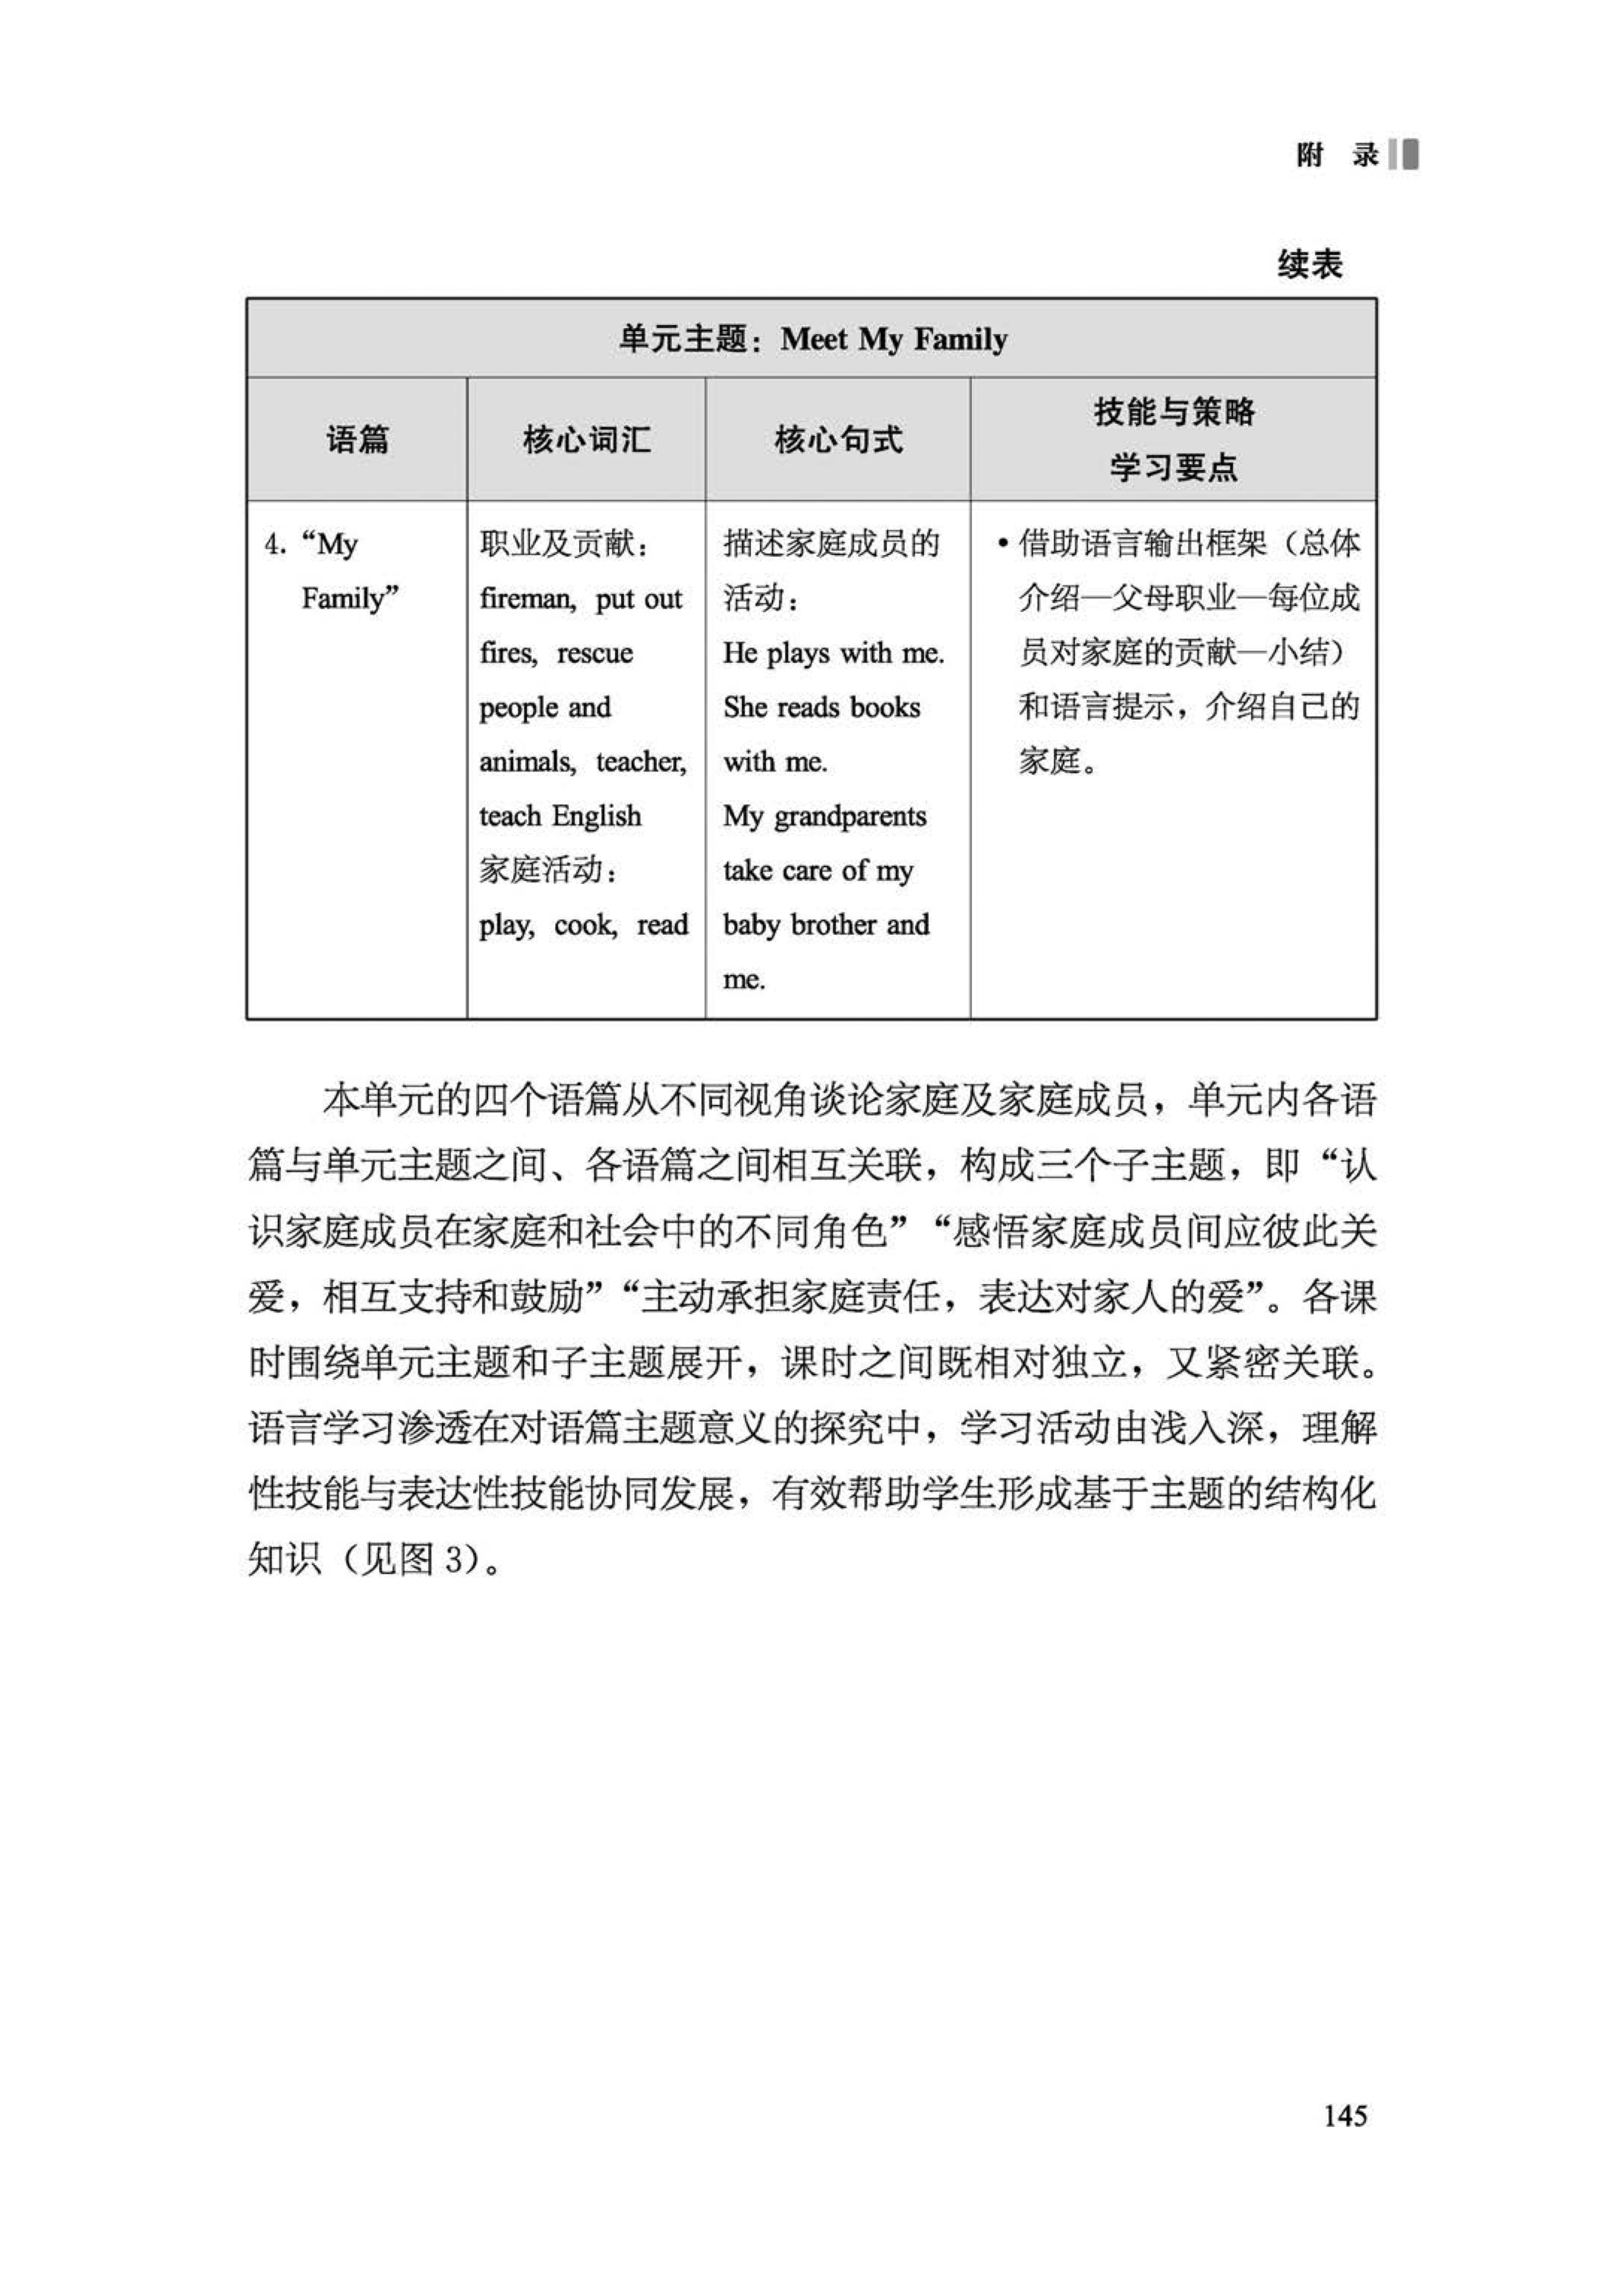 附 录
续表
单元主题：Meet My Family
语篇
核心词汇
核心句式
技能与策略
学习要点
4. “My
Family”
职业及贡献：
fireman, put out
fires, rescue
people and
animals, teacher,
teach English
家庭活动：
play, cook, read
描述家庭成员的
活动：
He plays with me.
She reads books
with me.
My grandparents
take care of my
baby brother and
me.
•借助语言输出框架（总体
介绍—父母职业—每位成
员对家庭的贡献—小结）
和语言提示，介绍自己的
家庭。
本单元的四个语篇从不同视角谈论家庭及家庭成员，单元内各语
篇与单元主题之间、各语篇之间相互关联，构成三个子主题，即“认
识家庭成员在家庭和社会中的不同角色”“感悟家庭成员间应彼此关
爱，相互支持和鼓励”“主动承担家庭责任，表达对家人的爱”。各课
时围绕单元主题和子主题展开，课时之间既相对独立，又紧密关联。
语言学习渗透在对语篇主题意义的探究中，学习活动由浅入深，理解
性技能与表达性技能协同发展，有效帮助学生形成基于主题的结构化
知识（见图 3）。
145